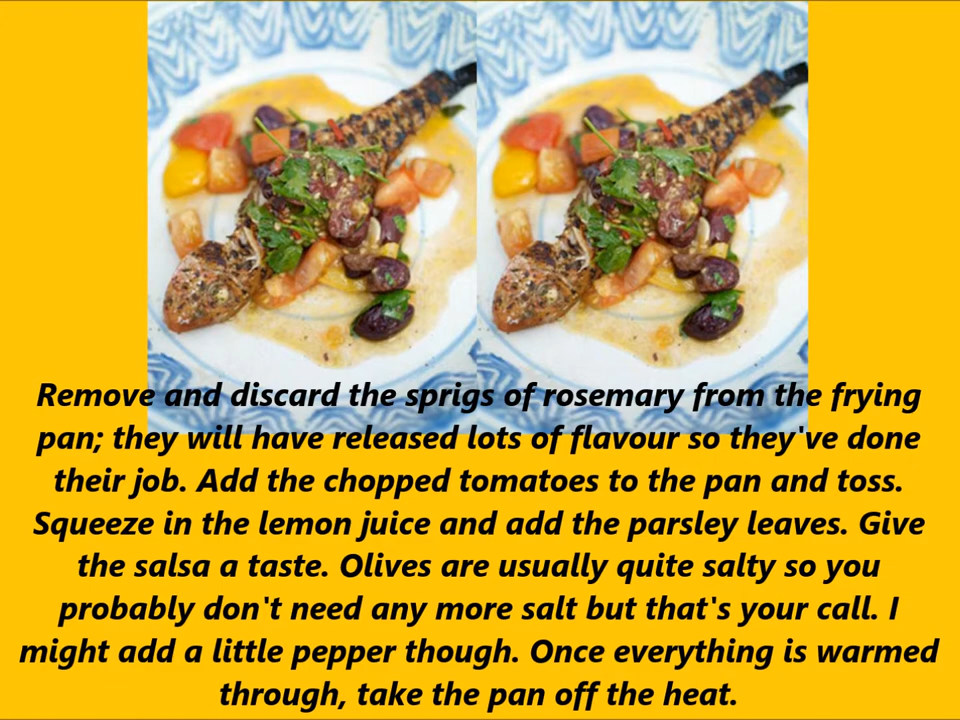 Remove and discard the sprigs of rosemary from the frying
pan; they will have released lots of flavour so they've done
their job. Add the chopped tomatoes to the pan and toss.
Squeeze in the lemon juice and add the parsley leaves. Give
the salsa a taste. Olives are usually quite salty so you
probably don't need any more salt but that's your call. I
might add a little pepper though. Once everything is warmed
through, take the pan off the heat.